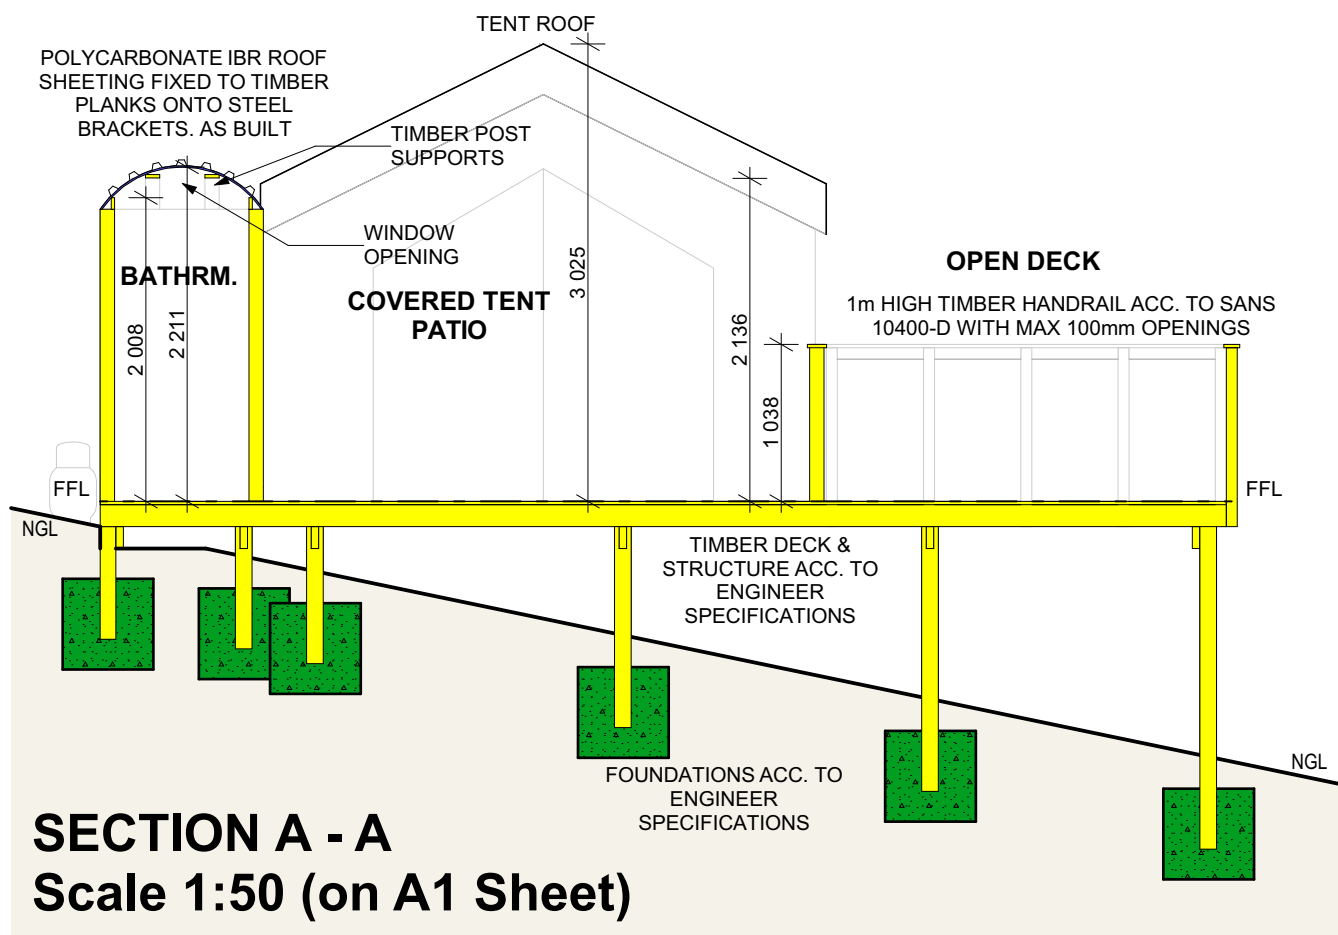 TENT ROOF
POLYCARBONATE IBR ROOF
SHEETING FIXED TO TIMBER
PLANKS ONTO STEEL
BRACKETS. AS BUILT
TIMBER POST
SUPPORTS
WINDOW
OPENING
BATHRM.
COVERED TENT
PATIO
OPEN DECK
1m HIGH TIMBER HANDRAIL ACC. TO SANS
10400-D WITH MAX 100mm OPENINGS
2 008
2 211
3 025
2 136
1 038
FFL
FFL
NGL
TIMBER DECK &
STRUCTURE ACC. TO
ENGINEER
SPECIFICATIONS
NGL
FOUNDATIONS ACC. TO
ENGINEER
SPECIFICATIONS
SECTION A - A
Scale 1:50 (on A1 Sheet)